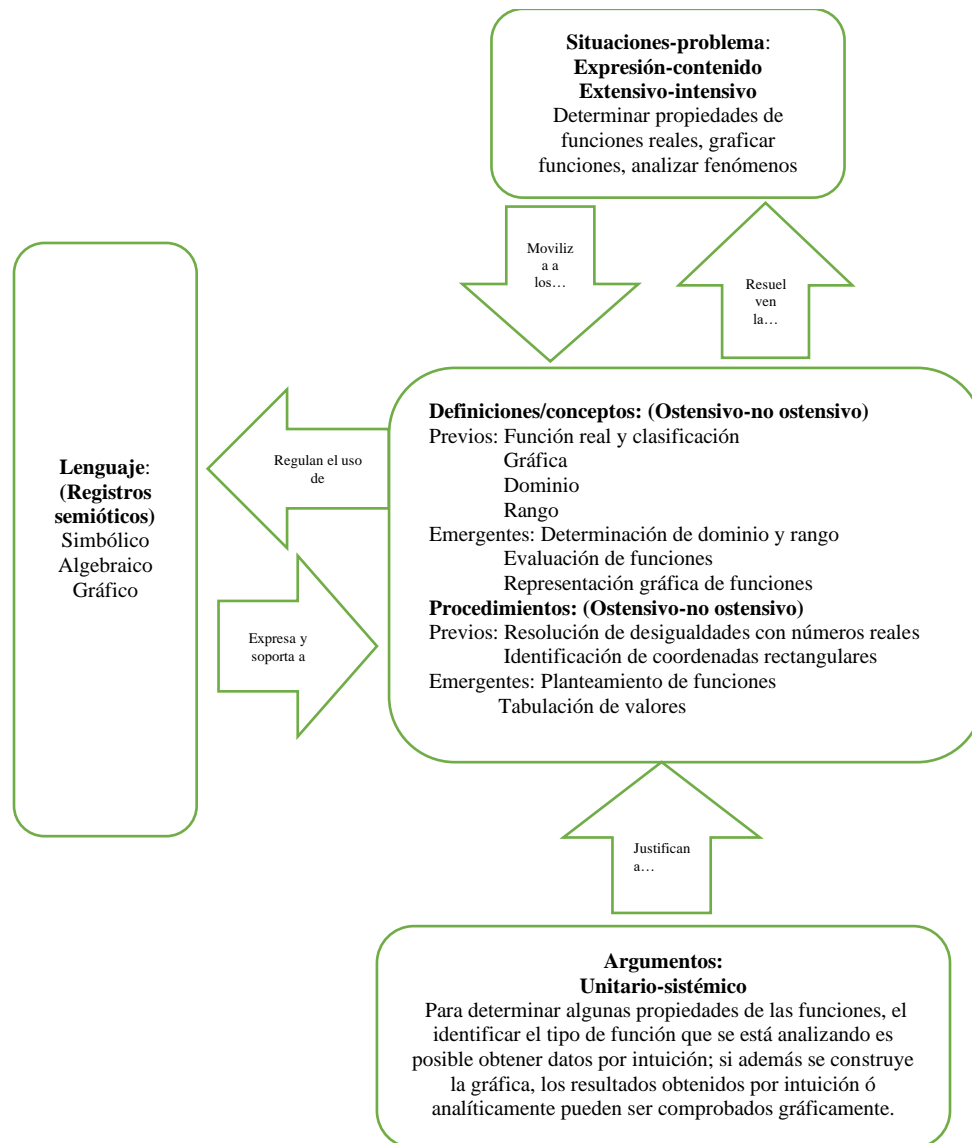 Situaciones-problema:
Expresión-contenido
Extensivo-intensivo
Determinar propiedades de
funciones reales, graficar
funciones, analizar fenómenos
Moviliz
a a
los…
Resuel
ven
la…
Lenguaje:
(Registros
semióticos)
Simbólico
Algebraico
Gráfico
Regulan el uso
de
Expresa y
soporta a
Definiciones/conceptos: (Ostensivo-no ostensivo)
Previos: Función real y clasificación
Gráfica
Dominio
Rango
Emergentes: Determinación de dominio y rango
Evaluación de funciones
Representación gráfica de funciones
Procedimientos: (Ostensivo-no ostensivo)
Previos: Resolución de desigualdades con números reales
Identificación de coordenadas rectangulares
Emergentes: Planteamiento de funciones
Tabulación de valores
Justifican
a…
Argumentos:
Unitario-sistémico
Para determinar algunas propiedades de las funciones, el
identificar el tipo de función que se está analizando es
posible obtener datos por intuición; si además se construye
la gráfica, los resultados obtenidos por intuición ó
analíticamente pueden ser comprobados gráficamente.